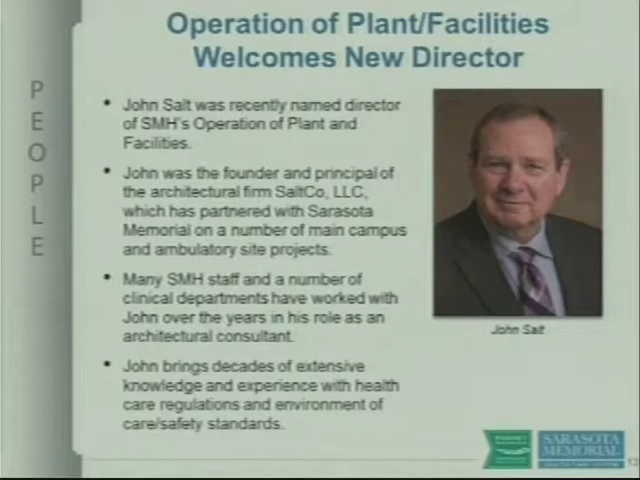 Operation of Plant/Facilities
Welcomes New Director
PEOPLE
• John Salt was recently named director
of SMH's Operation of Plant and
Facilities.
• John was the founder and principal of
the architectural firm SaltCo, LLC,
which has partnered with Sarasota
Memorial on a number of main campus
and ambulatory site projects.
• Many SMH staff and a number of
clinical departments have worked with
John over the years in his role as an
architectural consultant.
• John brings decades of extensive
knowledge and experience with health
care regulations and environment of
care/safety standards.
John Salt
SARASOTA
MEMORIAL